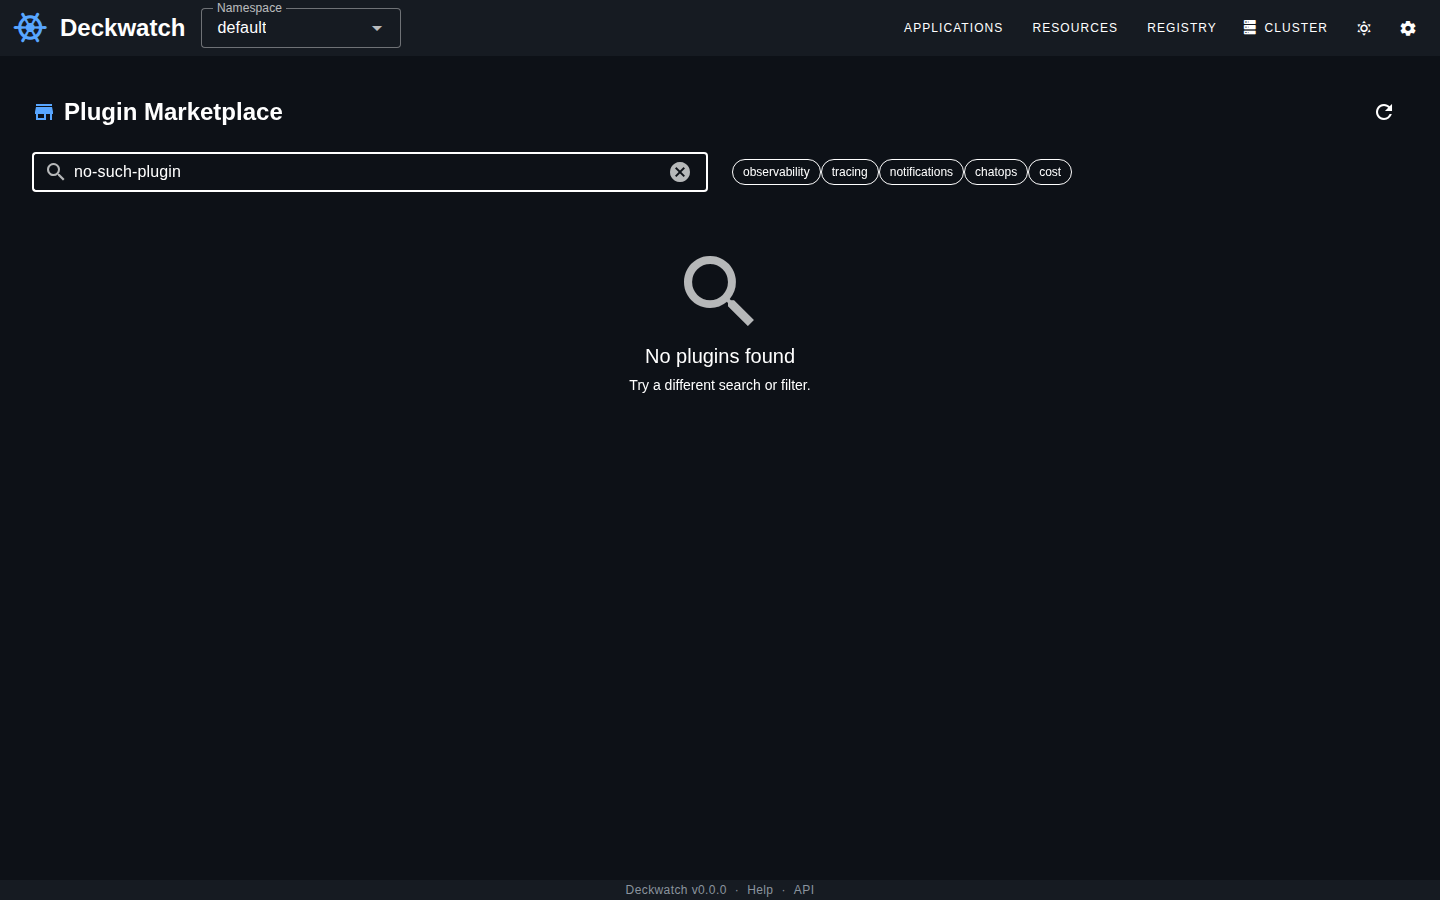 Deckwatch
Namespace
default
APPLICATIONS
RESOURCES
REGISTRY
CLUSTER
Plugin Marketplace
no-such-plugin
observability
tracing
notifications
chatops
cost
No plugins found
Try a different search or filter.
Deckwatch v0.0.0 · Help · API